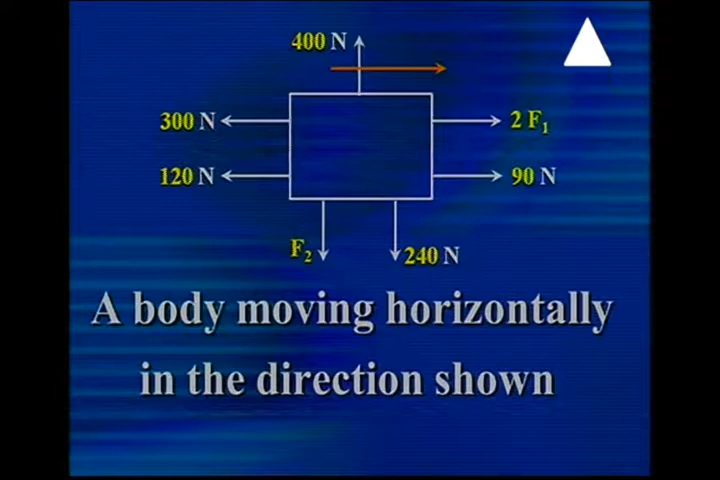 400 N
300 N
2 F₁
120 N
90 N
F₂
240 N
A body moving horizontally
in the direction shown